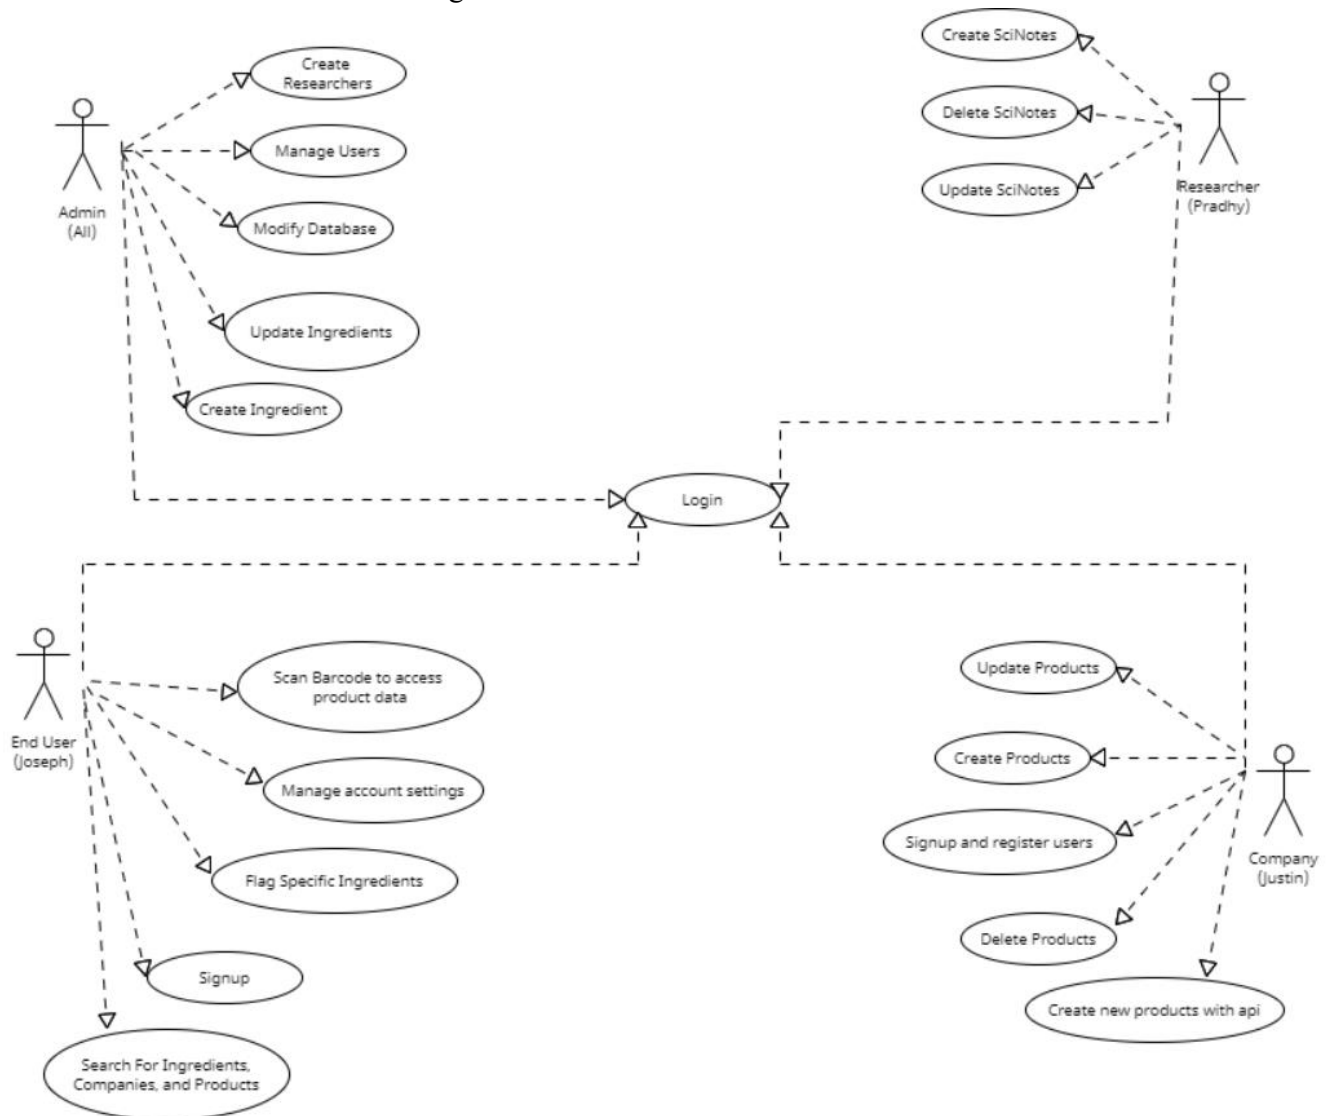 Create
Researchers
Manage Users
Modify Database
Update Ingredients
Create Ingredient
Admin
(All)
Create SciNotes
Delete SciNotes
Update SciNotes
Researcher
(Pradhy)
Login
End User
(Joseph)
Scan Barcode to access
product data
Manage account settings
Flag Specific Ingredients
Signup
Search For Ingredients,
Companies, and Products
Update Products
Create Products
Signup and register users
Delete Products
Create new products with api
Company
(Justin)